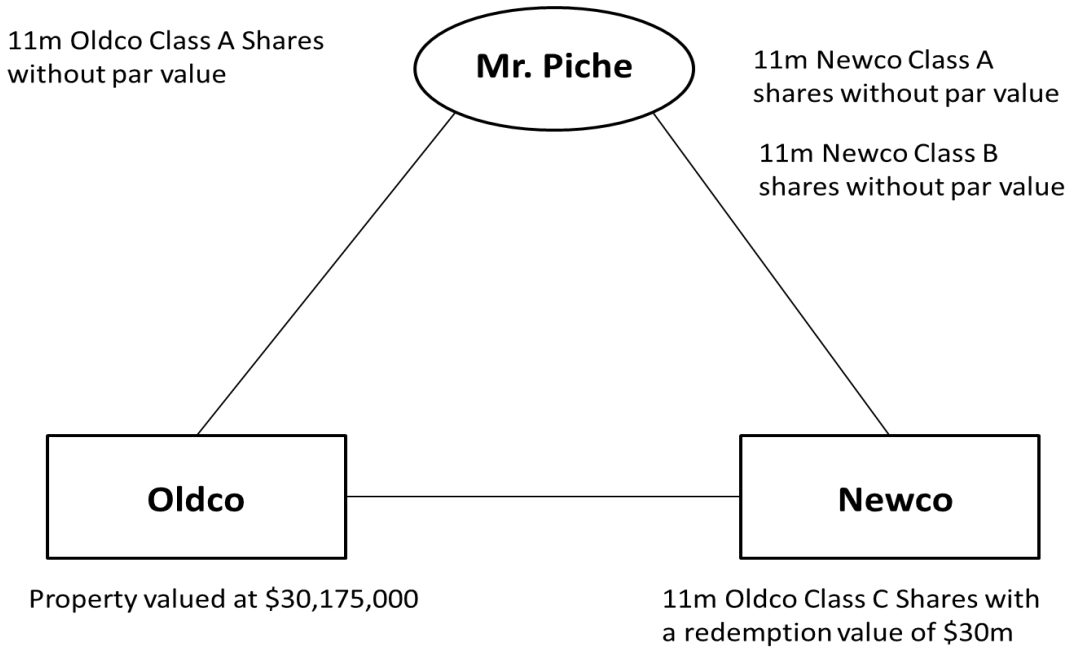 11m Oldco Class A Shares
without par value
Mr. Piche
11m Newco Class A
shares without par value
11m Newco Class B
shares without par value
Oldco
Newco
Property valued at $30,175,000
11m Oldco Class C Shares with
a redemption value of $30m